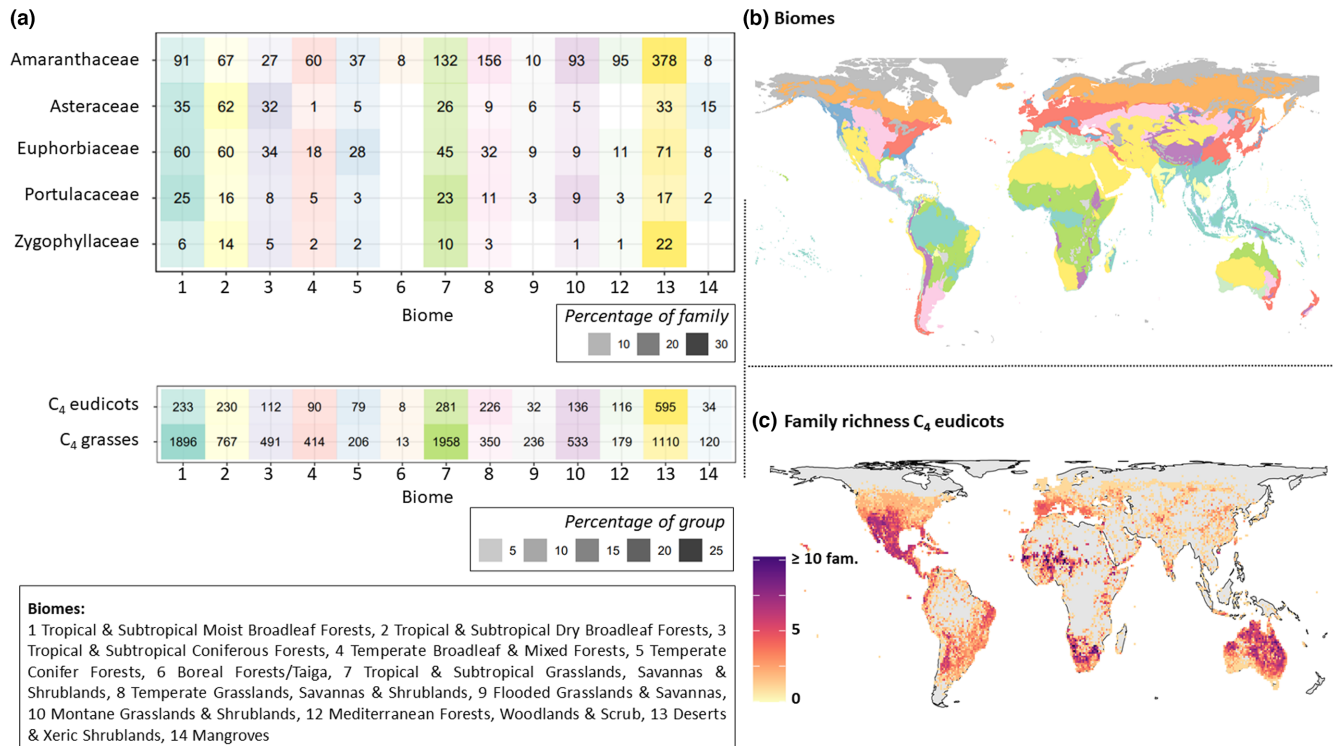 (a)
Amaranthaceae 91 67 27 60 37 8 132 156 10 93 95 378 8
Asteraceae 35 62 32 1 5 26 9 6 5 33 15
Euphorbiaceae 60 60 34 18 28 45 32 9 9 11 71 8
Portulacaceae 25 16 8 5 3 23 11 3 9 3 17 2
Zygophyllaceae 6 14 5 2 2 10 3 1 1 22
1 2 3 4 5 6 7 8 9 10 12 13 14
Biome
Percentage of family
10 20 30
C4 eudicots 233 230 112 90 79 8 281 226 32 136 116 595 34
C4 grasses 1896 767 491 414 206 13 1958 350 236 533 179 1110 120
1 2 3 4 5 6 7 8 9 10 12 13 14
Biome
Percentage of group
5 10 15 20 25
Biomes:
1 Tropical & Subtropical Moist Broadleaf Forests, 2 Tropical & Subtropical Dry Broadleaf Forests, 3
Tropical & Subtropical Coniferous Forests, 4 Temperate Broadleaf & Mixed Forests, 5 Temperate
Conifer Forests, 6 Boreal Forests/Taiga, 7 Tropical & Subtropical Grasslands, Savannas &
Shrublands, 8 Temperate Grasslands, Savannas & Shrublands, 9 Flooded Grasslands & Savannas,
10 Montane Grasslands & Shrublands, 12 Mediterranean Forests, Woodlands & Scrub, 13 Deserts
& Xeric Shrublands, 14 Mangroves
(b) Biomes
(c) Family richness C4 eudicots
≥ 10 fam.
5
0